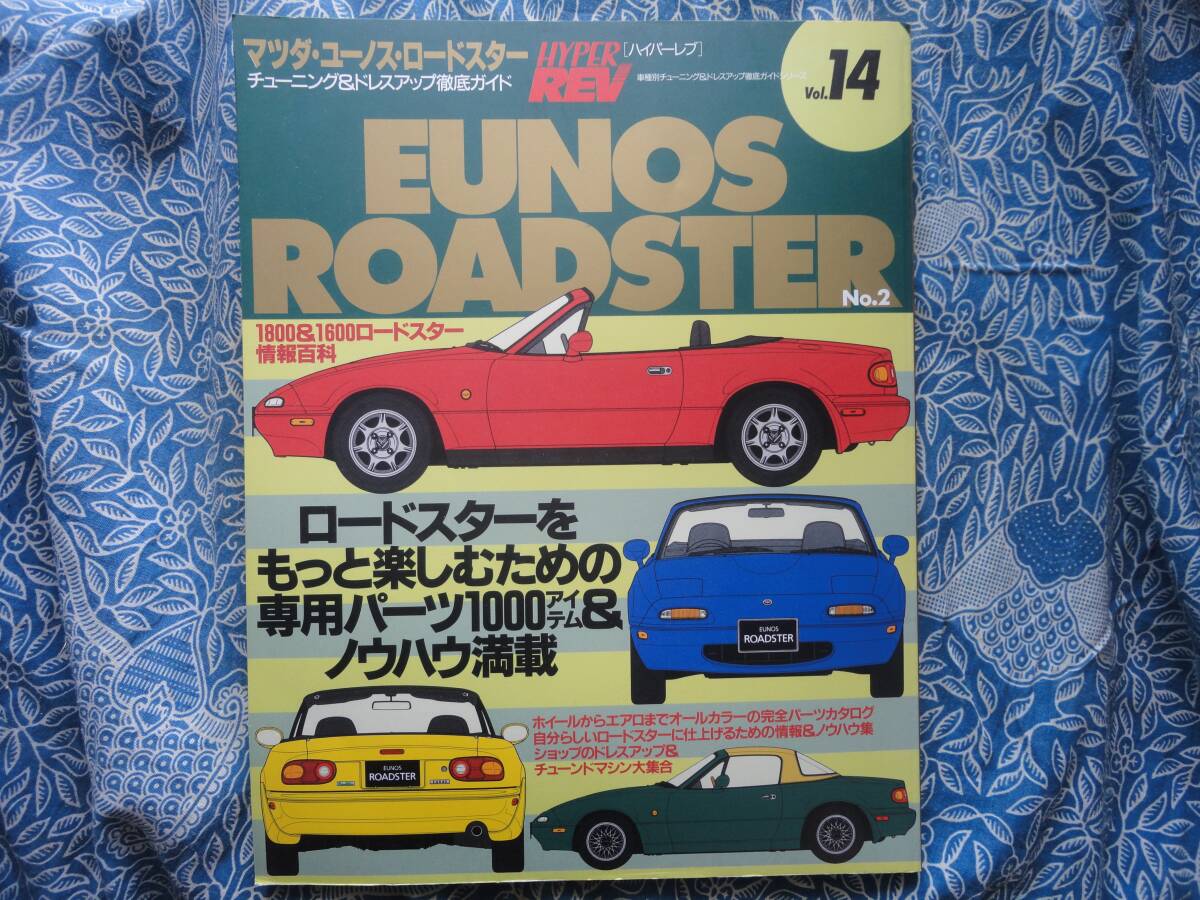 マツダ・ユーノス・ロードスター
チューニング&ドレスアップ徹底ガイド
HYPER REV
[ハイパーレブ]
車種別チューニング&ドレスアップ徹底ガイドシリーズ
Vol.14
EUNOS
ROADSTER
No.2
1800&1600ロードスター
情報百科
ロードスターを
もっと楽しむための
専用パーツ1000アイテム&
ノウハウ満載
EUNOS
ROADSTER
ホイールからエアロまでオールカラーの完全パーツカタログ
自分らしいロードスターに仕上げるための情報&ノウハウ集
ショップのドレスアップ&
チューンドマシン大集合
EUNOS
ROADSTER